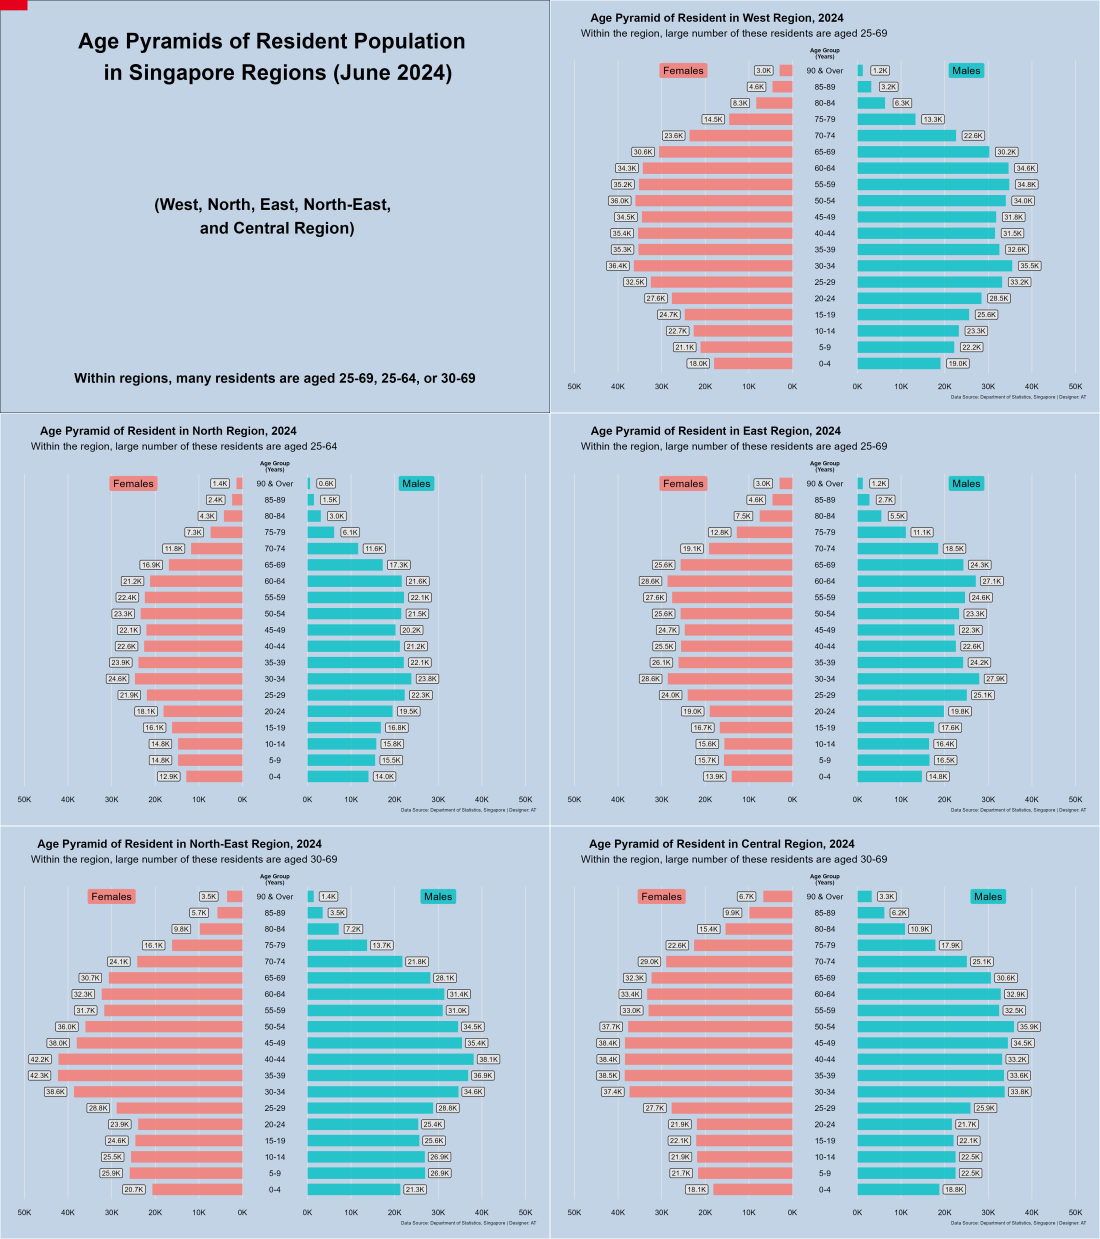 Age Pyramids of Resident Population
in Singapore Regions (June 2024)
(West, North, East, North-East,
and Central Region)
Within regions, many residents are aged 25-69, 25-64, or 30-69
Age Pyramid of Resident in West Region, 2024
Within the region, large number of these residents are aged 25-69
Age Group
(Years)
Females 3.0K 90 & Over 1.2K Males
4.6K 85-89 3.2K
8.3K 80-84 6.3K
14.5K 75-79 13.3K
23.6K 70-74 22.6K
30.6K 65-69 30.2K
34.3K 60-64 34.6K
35.2K 55-59 34.8K
36.0K 50-54 34.0K
34.5K 45-49 31.8K
35.4K 40-44 31.5K
35.3K 35-39 32.6K
36.4K 30-34 35.5K
32.5K 25-29 33.2K
27.6K 20-24 28.5K
24.7K 15-19 25.6K
22.7K 10-14 23.3K
21.1K 5-9 22.2K
18.0K 0-4 19.0K
50K 40K 30K 20K 10K 0K 0K 10K 20K 30K 40K 50K
Data Source: Department of Statistics, Singapore | Designer: AT
Age Pyramid of Resident in North Region, 2024
Within the region, large number of these residents are aged 25-64
Age Group
(Years)
Females 1.4K 90 & Over 0.6K Males
2.4K 85-89 1.5K
4.3K 80-84 3.0K
7.3K 75-79 6.1K
11.8K 70-74 11.6K
16.9K 65-69 17.3K
21.2K 60-64 21.6K
22.4K 55-59 22.1K
23.3K 50-54 21.5K
22.1K 45-49 20.2K
22.6K 40-44 21.2K
23.9K 35-39 22.1K
24.6K 30-34 23.8K
21.9K 25-29 22.3K
18.1K 20-24 19.5K
16.1K 15-19 16.8K
14.8K 10-14 15.8K
14.8K 5-9 15.5K
12.9K 0-4 14.0K
50K 40K 30K 20K 10K 0K 0K 10K 20K 30K 40K 50K
Data Source: Department of Statistics, Singapore | Designer: AT
Age Pyramid of Resident in East Region, 2024
Within the region, large number of these residents are aged 25-69
Age Group
(Years)
Females 3.0K 90 & Over 1.2K Males
4.6K 85-89 2.7K
7.5K 80-84 5.5K
12.8K 75-79 11.1K
19.1K 70-74 18.5K
25.6K 65-69 24.3K
28.6K 60-64 27.1K
27.6K 55-59 24.6K
25.6K 50-54 23.3K
24.7K 45-49 22.3K
25.5K 40-44 22.6K
26.1K 35-39 24.2K
28.6K 30-34 27.9K
24.0K 25-29 25.1K
19.0K 20-24 19.8K
16.7K 15-19 17.6K
15.6K 10-14 16.4K
15.7K 5-9 16.5K
13.9K 0-4 14.8K
50K 40K 30K 20K 10K 0K 0K 10K 20K 30K 40K 50K
Data Source: Department of Statistics, Singapore | Designer: AT
Age Pyramid of Resident in North-East Region, 2024
Within the region, large number of these residents are aged 30-69
Age Group
(Years)
Females 3.5K 90 & Over 1.4K Males
5.7K 85-89 3.5K
9.8K 80-84 7.2K
16.1K 75-79 13.7K
24.1K 70-74 21.8K
30.7K 65-69 28.1K
32.3K 60-64 31.4K
31.7K 55-59 31.0K
36.0K 50-54 34.5K
38.0K 45-49 35.4K
42.2K 40-44 38.1K
42.3K 35-39 36.9K
38.6K 30-34 34.6K
28.8K 25-29 28.8K
23.9K 20-24 25.4K
24.6K 15-19 25.6K
25.5K 10-14 26.9K
25.9K 5-9 26.9K
20.7K 0-4 21.3K
50K 40K 30K 20K 10K 0K 0K 10K 20K 30K 40K 50K
Data Source: Department of Statistics, Singapore | Designer: AT
Age Pyramid of Resident in Central Region, 2024
Within the region, large number of these residents are aged 30-69
Age Group
(Years)
Females 6.7K 90 & Over 3.3K Males
9.9K 85-89 6.2K
15.4K 80-84 10.9K
22.6K 75-79 17.9K
29.0K 70-74 25.1K
32.3K 65-69 30.6K
33.4K 60-64 32.9K
33.0K 55-59 32.5K
37.7K 50-54 35.9K
38.4K 45-49 34.5K
38.4K 40-44 33.2K
38.5K 35-39 33.6K
37.4K 30-34 33.8K
27.7K 25-29 25.9K
21.9K 20-24 21.7K
22.1K 15-19 22.1K
21.9K 10-14 22.5K
21.7K 5-9 22.5K
18.1K 0-4 18.8K
50K 40K 30K 20K 10K 0K 0K 10K 20K 30K 40K 50K
Data Source: Department of Statistics, Singapore | Designer: AT